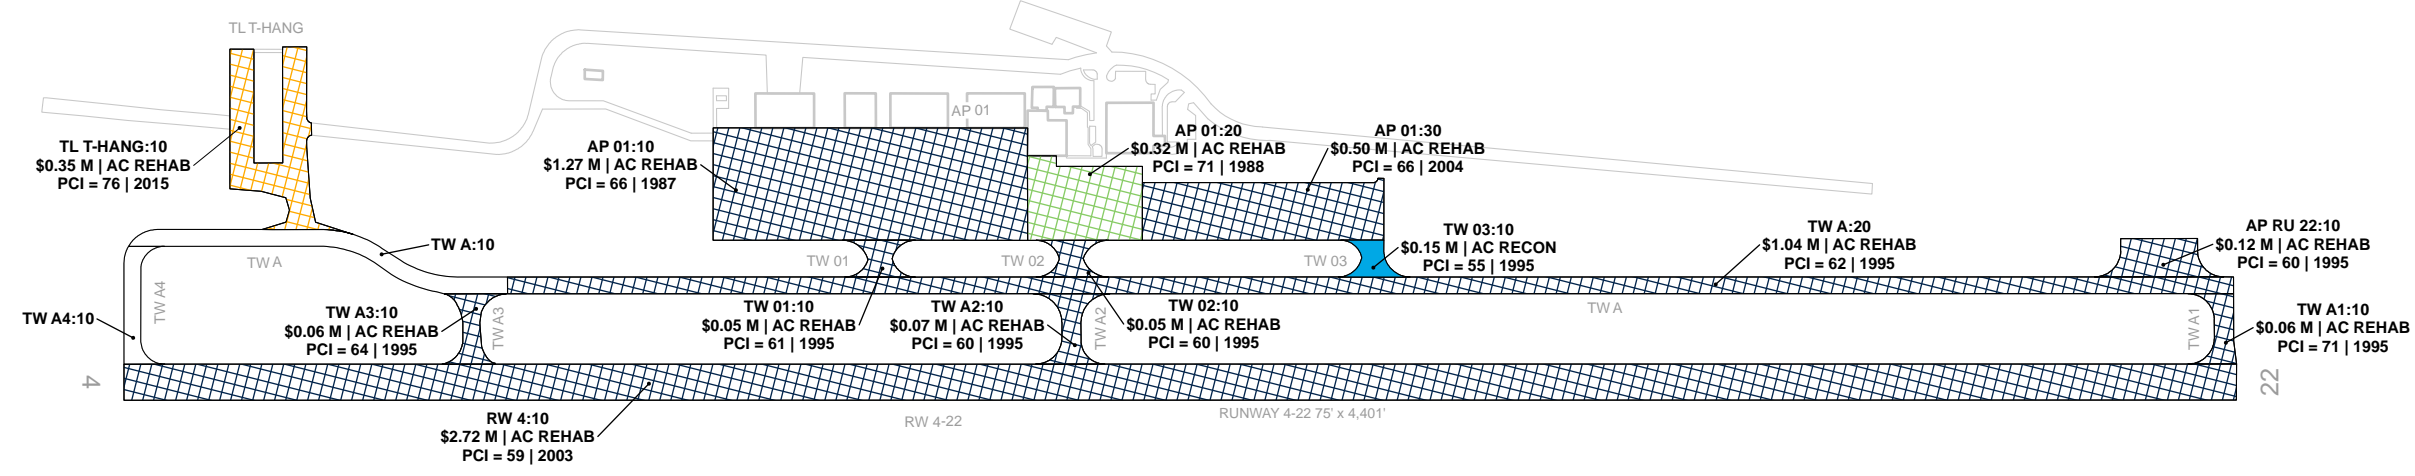 TL T-HANG
AP 01
TL T-HANG:10
$0.35 M | AC REHAB
PCI = 76 | 2015
AP 01:10
$1.27 M | AC REHAB
PCI = 66 | 1987
AP 01:20
$0.32 M | AC REHAB
PCI = 71 | 1988
AP 01:30
$0.50 M | AC REHAB
PCI = 66 | 2004
TW A:10
TW A
TW 01
TW 02
TW 03
TW 03:10
$0.15 M | AC RECON
PCI = 55 | 1995
TW A:20
$1.04 M | AC REHAB
PCI = 62 | 1995
AP RU 22:10
$0.12 M | AC REHAB
PCI = 60 | 1995
TW A4:10
TW A4
TW A3:10
$0.06 M | AC REHAB
PCI = 64 | 1995
TW A3
TW 01:10
$0.05 M | AC REHAB
PCI = 61 | 1995
TW A2:10
$0.07 M | AC REHAB
PCI = 60 | 1995
TW A2
TW 02:10
$0.05 M | AC REHAB
PCI = 60 | 1995
TW A
TW A1
TW A1:10
$0.06 M | AC REHAB
PCI = 71 | 1995
4
22
RW 4:10
$2.72 M | AC REHAB
PCI = 59 | 2003
RW 4-22
RUNWAY 4-22 75' x 4,401'